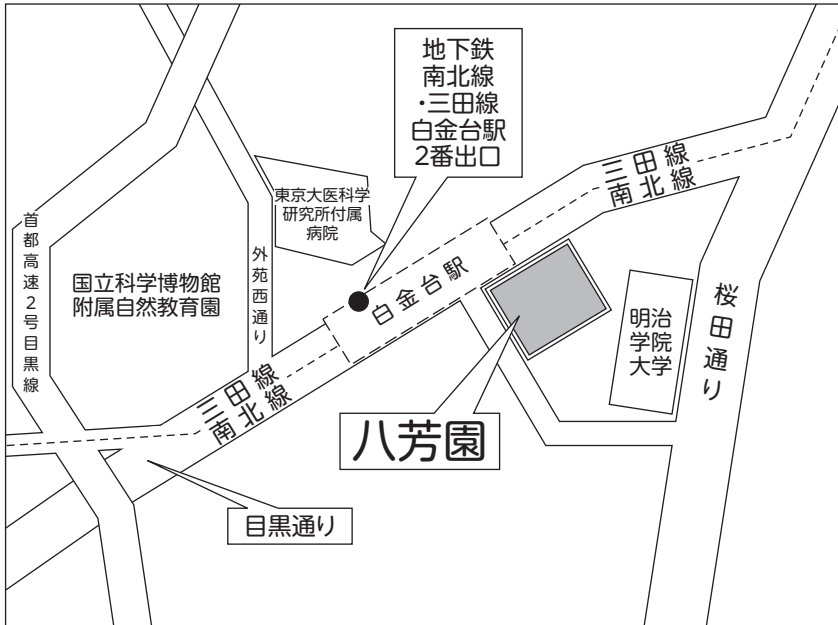 地下鉄
南北線
・三田線
白金台駅
2番出口
三田線
南北線
東京大医科学
研究所付属
病院
首都高速2号目黒線
国立科学博物館
附属自然教育園
外苑西通り
白金台駅
明治
学院
大学
桜田通り
三田線
南北線
八芳園
目黒通り